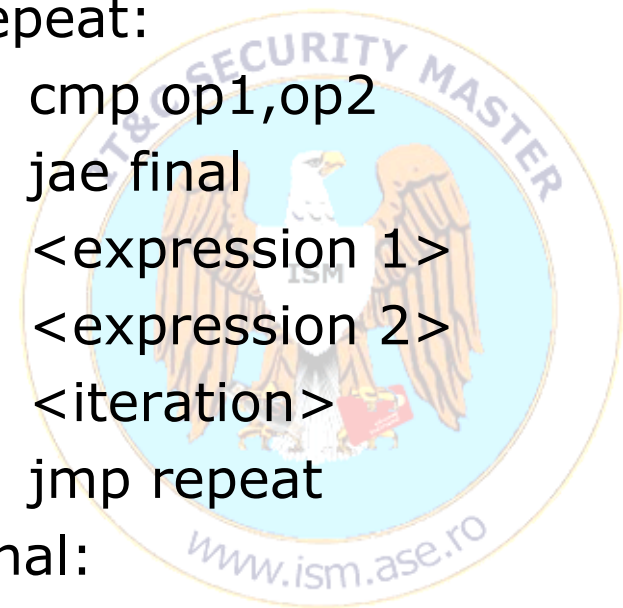 epeat:
cmp op1,op2
jae final
<expression 1>
<expression 2>
<iteration>
jmp repeat
nal:
IT&C SECURITY MASTER
ISM
www.ism.ase.ro